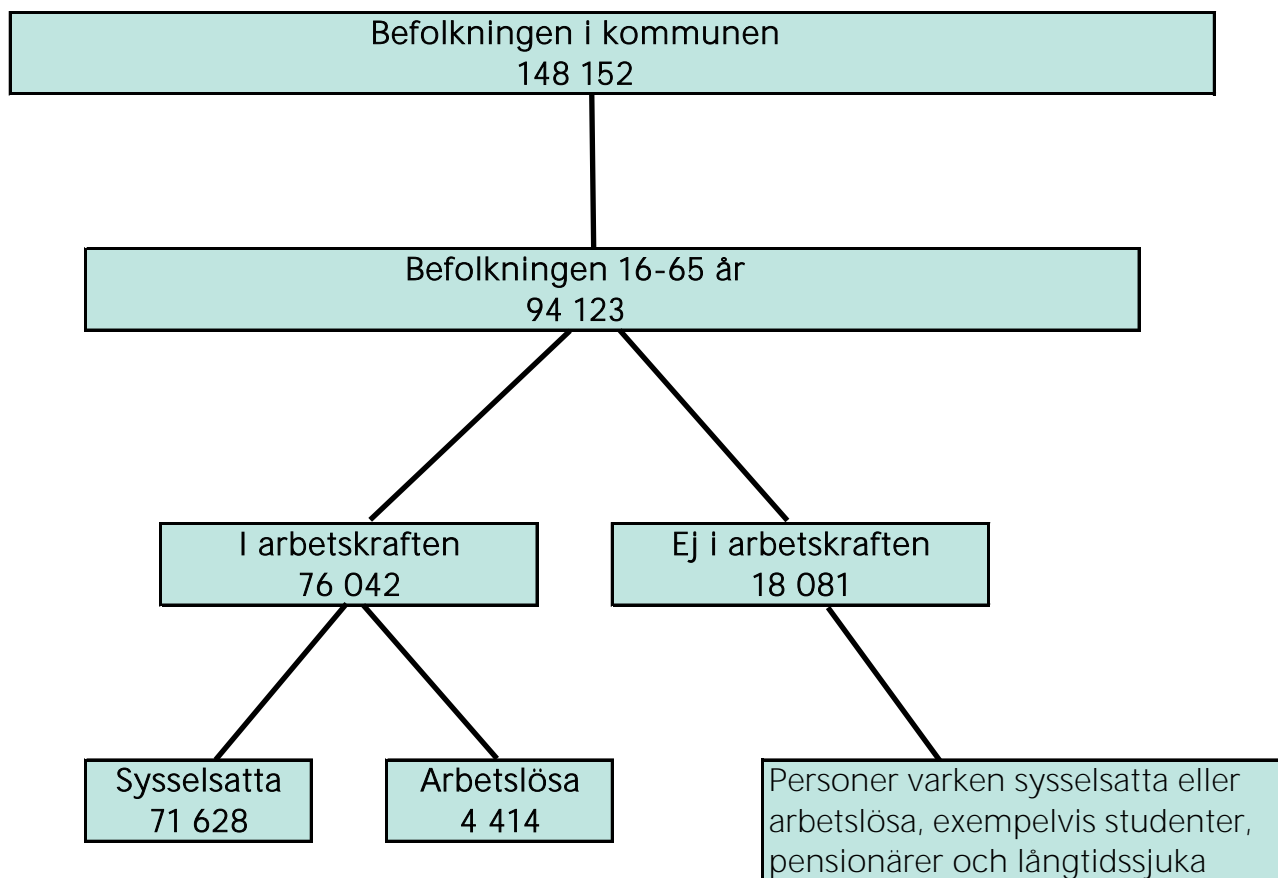 Befolkningen i kommunen
148 152
Befolkningen 16-65 år
94 123
I arbetskraften
76 042
Ej i arbetskraften
18 081
Sysselsatta
71 628
Arbetslösa
4 414
Personer varken sysselsatta eller
arbetslösa, exempelvis studenter,
pensionärer och långtidssjuka